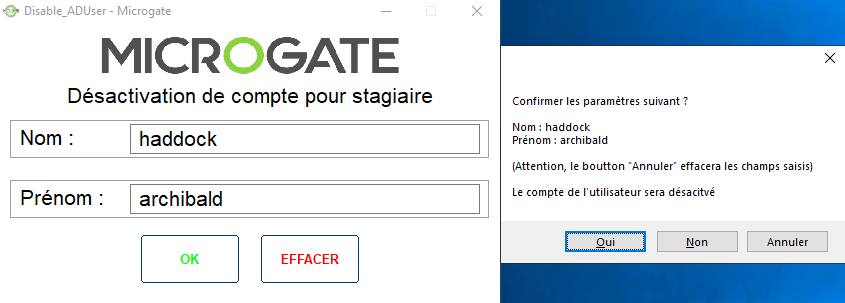 Disable_ADUser - Microgate
MICROGATE
Désactivation de compte pour stagiaire
Nom : haddock
Prénom : archibald
OK EFFACER
Confirmer les paramètres suivant ?
Nom : haddock
Prénom : archibald
(Attention, le boutton "Annuler" effacera les champs saisis)
Le compte de l'utilisateur sera désacitvé
Oui Non Annuler